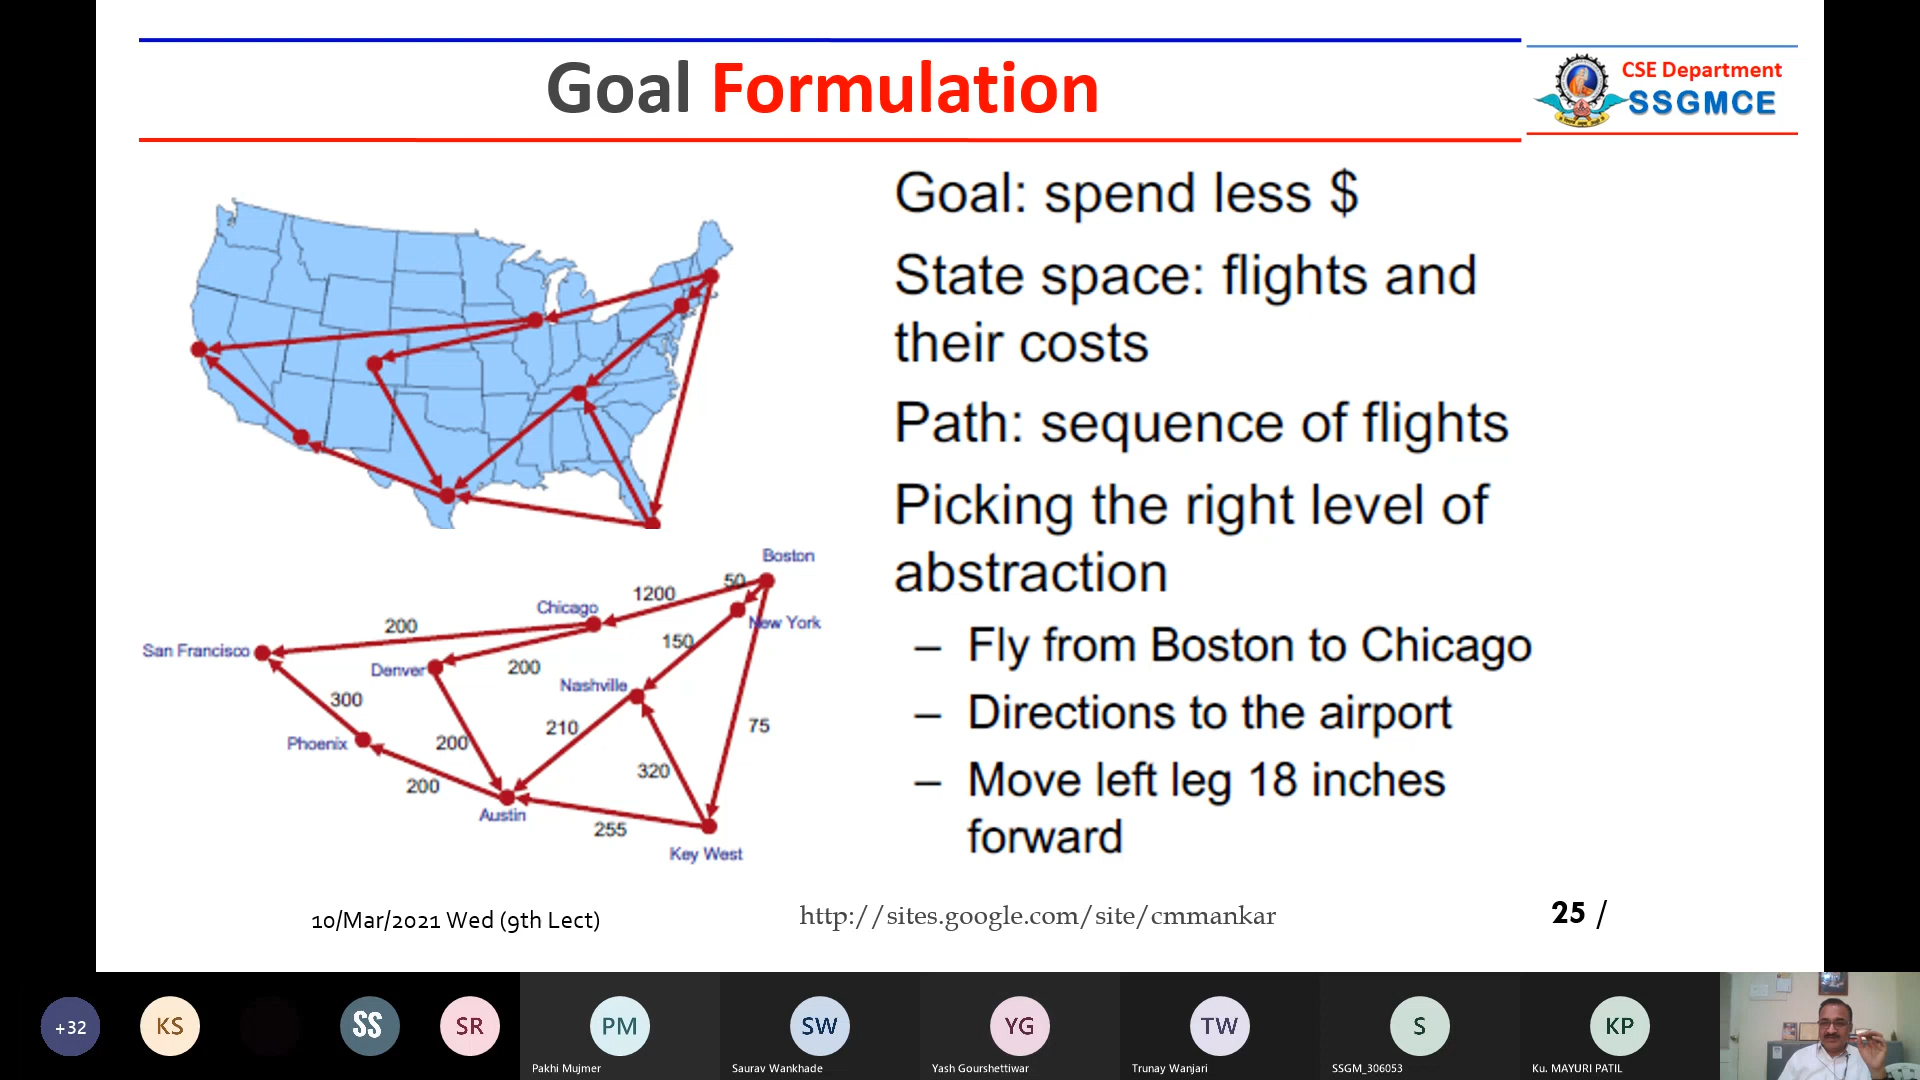 Goal Formulation
CSE Department
SSGMCE
Goal: spend less $
State space: flights and
their costs
Path: sequence of flights
Picking the right level of
abstraction
– Fly from Boston to Chicago
– Directions to the airport
– Move left leg 18 inches
forward
Boston
50
1200
Chicago
New York
200
150
San Francisco
Denver
200
Nashville
300
210
75
Phoenix
200
320
200
Austin
255
Key West
10/Mar/2021 Wed (9th Lect)
http://sites.google.com/site/cmmankar
25 /
+32
KS
SS
SR
PM
SW
YG
TW
S
KP
Pakhi Mujmer
Saurav Wankhade
Yash Gourshettiwar
Trunay Wanjari
SSGM_306053
Ku. MAYURI PATIL